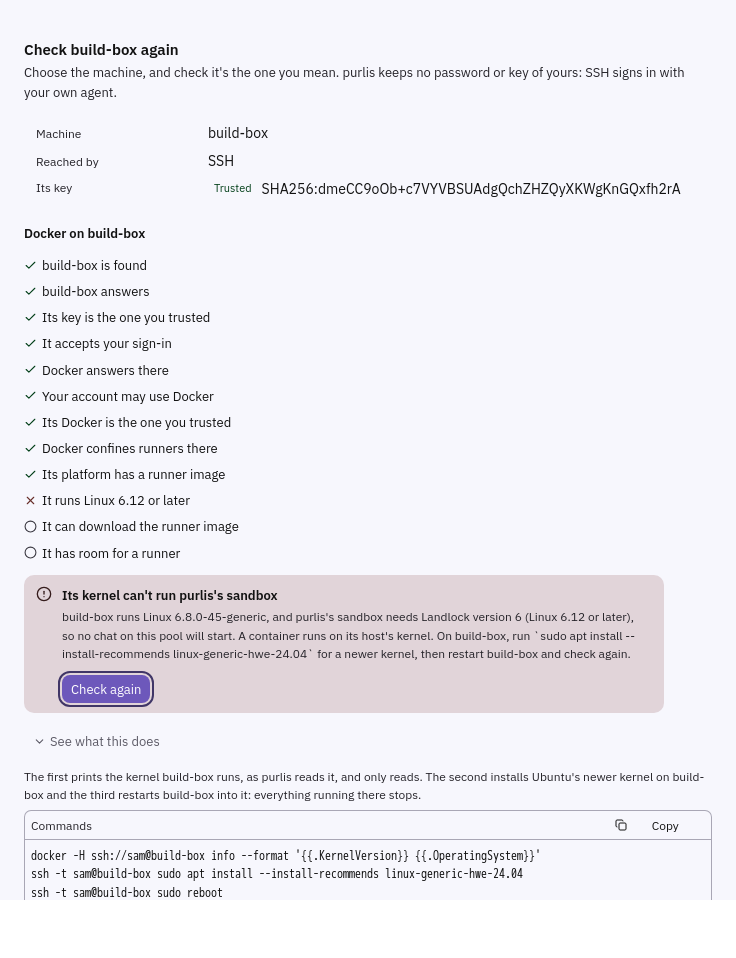 Check build-box again
Choose the machine, and check it's the one you mean. purlis keeps no password or key of yours: SSH signs in with
your own agent.
Machine build-box
Reached by SSH
Its key Trusted SHA256:dmeCC9oOb+c7VYVBSUAdgQchZHZQyXKWgKnGQxfh2rA
Docker on build-box
build-box is found
build-box answers
Its key is the one you trusted
It accepts your sign-in
Docker answers there
Your account may use Docker
Its Docker is the one you trusted
Docker confines runners there
Its platform has a runner image
It runs Linux 6.12 or later
It can download the runner image
It has room for a runner
Its kernel can't run purlis's sandbox
build-box runs Linux 6.8.0-45-generic, and purlis's sandbox needs Landlock version 6 (Linux 6.12 or later),
so no chat on this pool will start. A container runs on its host's kernel. On build-box, run `sudo apt install --
install-recommends linux-generic-hwe-24.04` for a newer kernel, then restart build-box and check again.
Check again
See what this does
The first prints the kernel build-box runs, as purlis reads it, and only reads. The second installs Ubuntu's newer kernel on build-
box and the third restarts build-box into it: everything running there stops.
Commands Copy
docker -H ssh://sam@build-box info --format '{{.KernelVersion}} {{.OperatingSystem}}'
ssh -t sam@build-box sudo apt install --install-recommends linux-generic-hwe-24.04
ssh -t sam@build-box sudo reboot